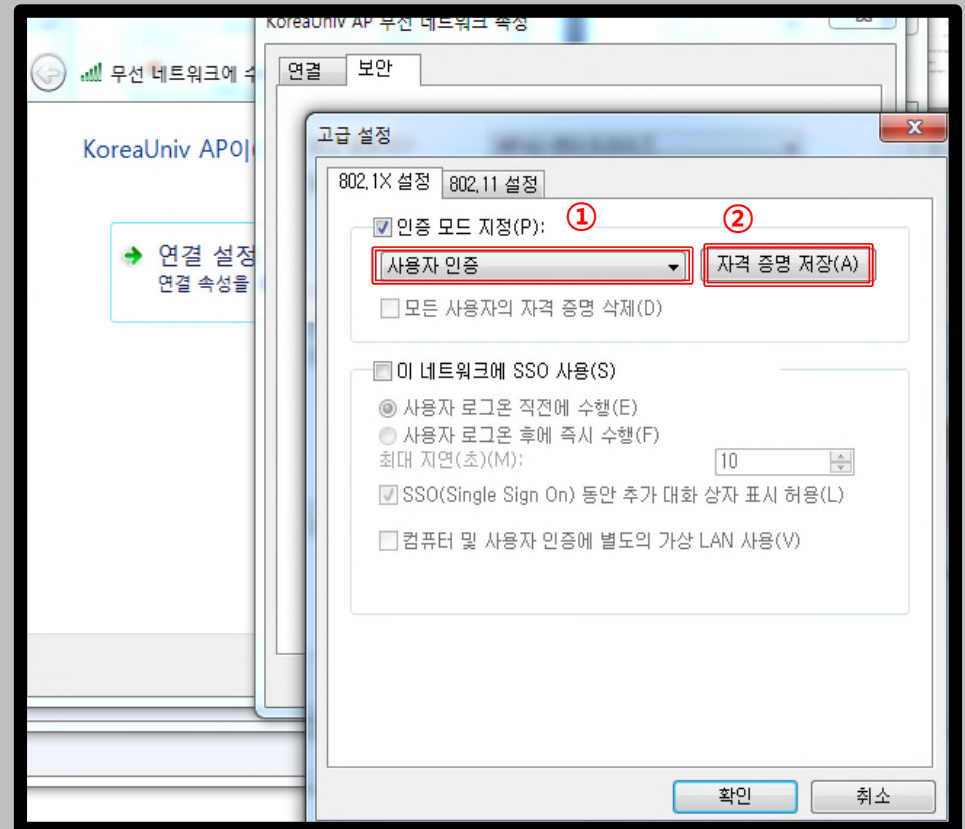 KoreaUniv AP 무선 네트워크 속성
무선 네트워크에
연결
보안
KoreaUniv AP이
연결 설정
연결 속성을
고급 설정
802.1X 설정
802.11 설정
①
②
인증 모드 지정(P):
사용자 인증
자격 증명 저장(A)
모든 사용자의 자격 증명 삭제(D)
이 네트워크에 SSO 사용(S)
사용자 로그온 직전에 수행(E)
사용자 로그온 후에 즉시 수행(F)
최대 지연(초)(M):
10
SSO(Single Sign On) 동안 추가 대화 상자 표시 허용(L)
컴퓨터 및 사용자 인증에 별도의 가상 LAN 사용(V)
확인
취소